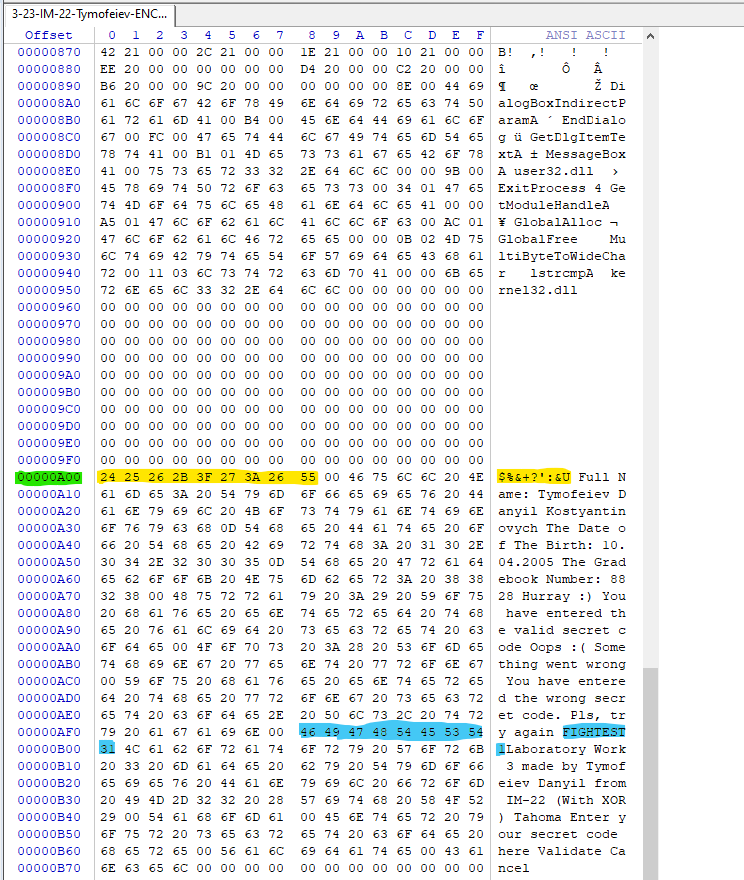 3-23-IM-22-Tymofeiev-ENC...
Offset 0 1 2 3 4 5 6 7 8 9 A B C D E F ANSI ASCII
00000870 42 21 00 00 2C 21 00 00 1E 21 00 00 10 21 00 00 B! ,! ! !
00000880 EE 20 00 00 00 00 00 00 D4 20 00 00 C2 20 00 00 î Ô Â
00000890 B6 20 00 00 9C 20 00 00 00 00 00 00 8E 00 44 69 ¶ œ Ž Di
000008A0 61 6C 6F 67 42 6F 78 49 6E 64 69 72 65 63 74 50 alogBoxIndirectP
000008B0 61 72 61 6D 41 00 B4 00 45 6E 64 44 69 61 6C 6F aramA ´ EndDialo
000008C0 67 00 FC 00 47 65 74 44 6C 67 49 74 65 6D 54 65 g ü GetDlgItemTe
000008D0 78 74 41 00 B1 01 4D 65 73 73 61 67 65 42 6F 78 xtA ± MessageBox
000008E0 41 00 75 73 65 72 33 32 2E 64 6C 6C 00 00 9B 00 A user32.dll ›
000008F0 45 78 69 74 50 72 6F 63 65 73 73 00 34 01 47 65 ExitProcess 4 Ge
00000900 74 4D 6F 64 75 6C 65 48 61 6E 64 6C 65 41 00 00 tModuleHandleA
00000910 A5 01 47 6C 6F 62 61 6C 41 6C 6C 6F 63 00 AC 01 ¥ GlobalAlloc ¬
00000920 47 6C 6F 62 61 6C 46 72 65 65 00 00 0B 02 4D 75 GlobalFree Mu
00000930 6C 74 69 42 79 74 65 54 6F 57 69 64 65 43 68 61 ltiByteToWideCha
00000940 72 00 11 03 6C 73 74 72 63 6D 70 41 00 00 6B 65 r lstrcmpA ke
00000950 72 6E 65 6C 33 32 2E 64 6C 6C 00 00 00 00 00 00 rnel32.dll
00000960 00 00 00 00 00 00 00 00 00 00 00 00 00 00 00 00
00000970 00 00 00 00 00 00 00 00 00 00 00 00 00 00 00 00
00000980 00 00 00 00 00 00 00 00 00 00 00 00 00 00 00 00
00000990 00 00 00 00 00 00 00 00 00 00 00 00 00 00 00 00
000009A0 00 00 00 00 00 00 00 00 00 00 00 00 00 00 00 00
000009B0 00 00 00 00 00 00 00 00 00 00 00 00 00 00 00 00
000009C0 00 00 00 00 00 00 00 00 00 00 00 00 00 00 00 00
000009D0 00 00 00 00 00 00 00 00 00 00 00 00 00 00 00 00
000009E0 00 00 00 00 00 00 00 00 00 00 00 00 00 00 00 00
000009F0 00 00 00 00 00 00 00 00 00 00 00 00 00 00 00 00
00000A00 24 25 26 2B 3F 27 3A 26 55 00 46 75 6C 6C 20 4E $%&+?':&U Full N
00000A10 61 6D 65 3A 20 54 79 6D 6F 66 65 69 65 76 20 44 ame: Tymofeiev D
00000A20 61 6E 79 69 6C 20 4B 6F 73 74 79 61 6E 74 69 6E anyil Kostyantin
00000A30 6F 76 79 63 68 0D 54 68 65 20 44 61 74 65 20 6F ovych The Date o
00000A40 66 20 54 68 65 20 42 69 72 74 68 3A 20 31 30 2E f The Birth: 10.
00000A50 30 34 2E 32 30 30 35 0D 54 68 65 20 47 72 61 64 04.2005 The Grad
00000A60 65 62 6F 6F 6B 20 4E 75 6D 62 65 72 3A 20 38 38 ebook Number: 88
00000A70 32 38 00 48 75 72 72 61 79 20 3A 29 20 59 6F 75 28 Hurray :) You
00000A80 20 68 61 76 65 20 65 6E 74 65 72 65 64 20 74 68 have entered th
00000A90 65 20 76 61 6C 69 64 20 73 65 63 72 65 74 20 63 e valid secret c
00000AA0 6F 64 65 00 4F 6F 70 73 20 3A 28 20 53 6F 6D 65 ode Oops :( Some
00000AB0 74 68 69 6E 67 20 77 65 6E 74 20 77 72 6F 6E 67 thing went wrong
00000AC0 00 59 6F 75 20 68 61 76 65 20 65 6E 74 65 72 65 You have entere
00000AD0 64 20 74 68 65 20 77 72 6F 6E 67 20 73 65 63 72 d the wrong secr
00000AE0 65 74 20 63 6F 64 65 2E 20 50 6C 73 2C 20 74 72 et code. Pls, tr
00000AF0 79 20 61 67 61 69 6E 00 46 49 47 48 54 45 53 54 y again FIGHTEST
00000B00 31 4C 61 62 6F 72 61 74 6F 72 79 20 57 6F 72 6B 1Laboratory Work
00000B10 20 33 20 6D 61 64 65 20 62 79 20 54 79 6D 6F 66 3 made by Tymof
00000B20 65 69 65 76 20 44 61 6E 79 69 6C 20 66 72 6F 6D eiev Danyil from
00000B30 20 49 4D 2D 32 32 20 28 57 69 74 68 20 58 4F 52 IM-22 (With XOR
00000B40 29 00 54 61 68 6F 6D 61 00 45 6E 74 65 72 20 79 ) Tahoma Enter y
00000B50 6F 75 72 20 73 65 63 72 65 74 20 63 6F 64 65 20 our secret code
00000B60 68 65 72 65 00 56 61 6C 69 64 61 74 65 00 43 61 here Validate Ca
00000B70 6E 63 65 6C 00 00 00 00 00 00 00 00 00 00 00 00 ncel